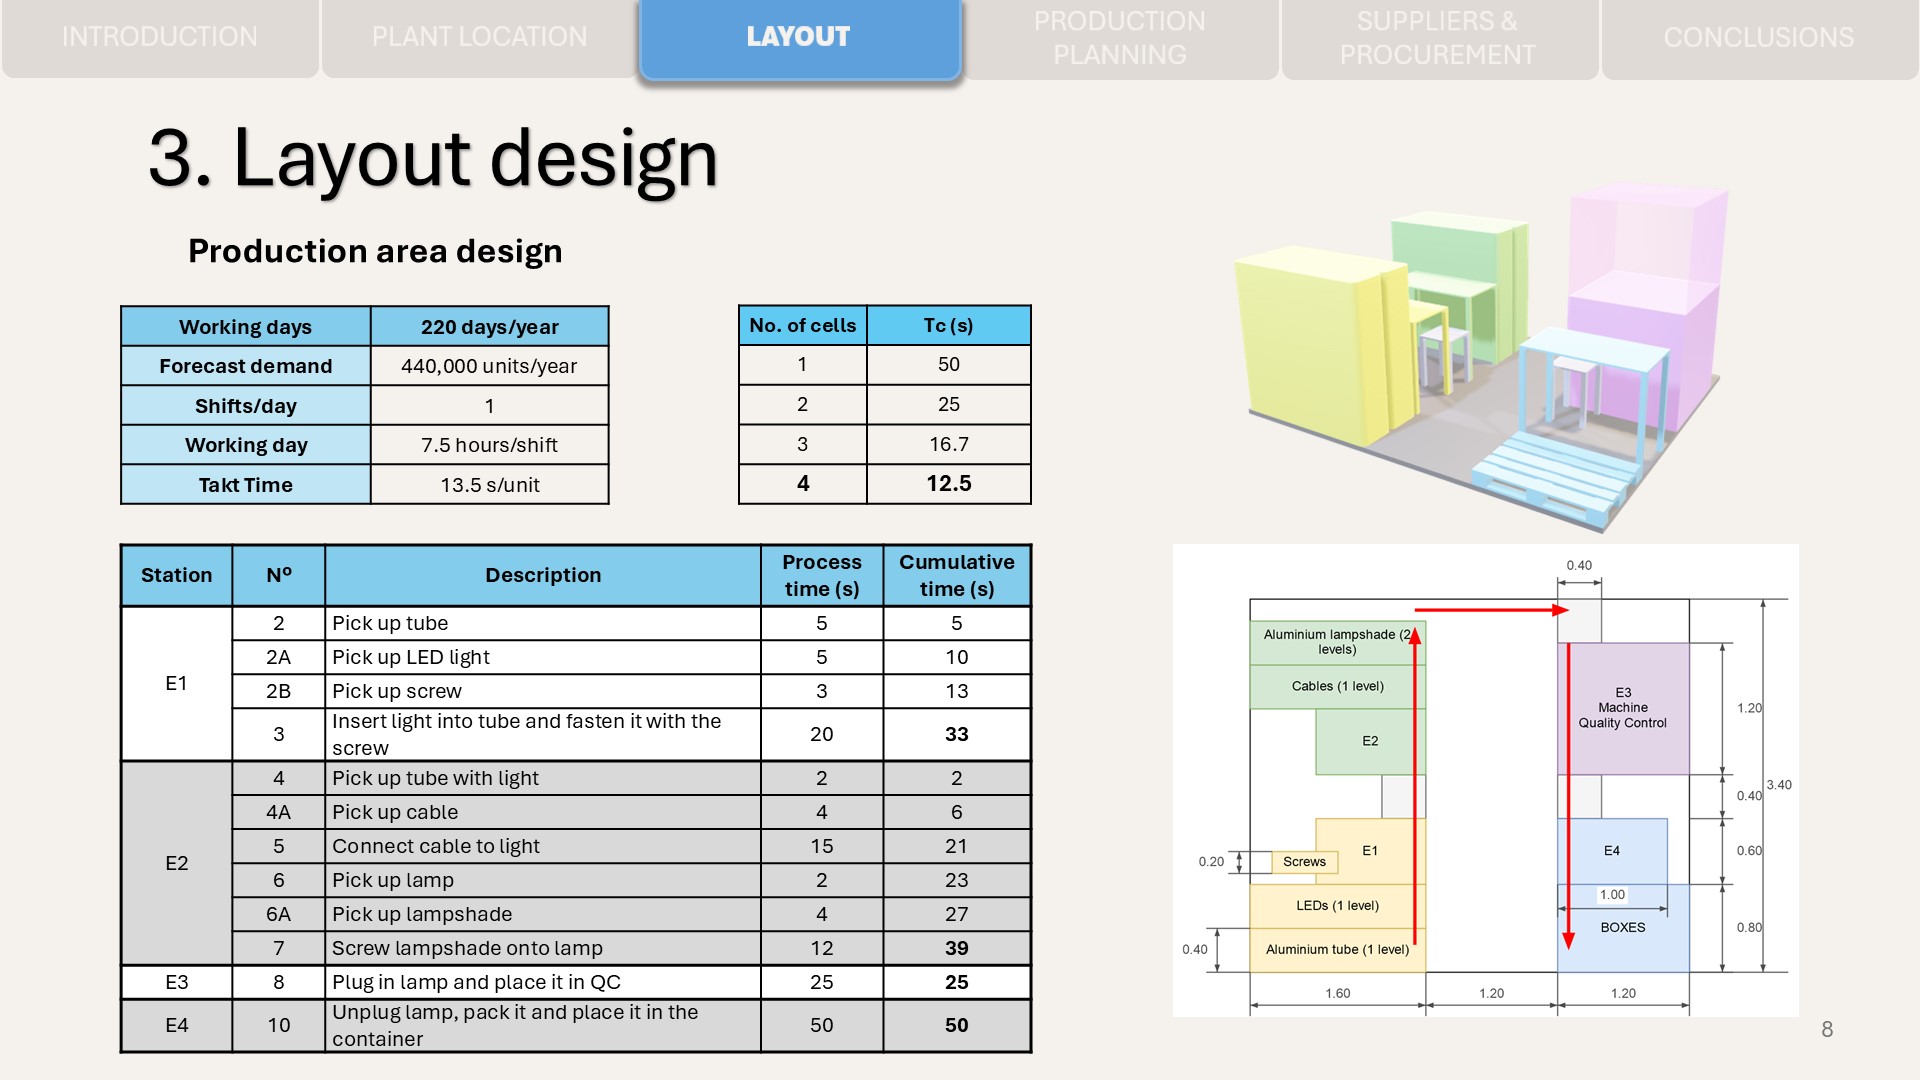 INTRODUCTION
PLANT LOCATION
LAYOUT
PRODUCTION
PLANNING
SUPPLIERS &
PROCUREMENT
CONCLUSIONS
3. Layout design
Production area design
Working days 220 days/year
Forecast demand 440,000 units/year
Shifts/day 1
Working day 7.5 hours/shift
Takt Time 13.5 s/unit
No. of cells Tc (s)
1 50
2 25
3 16.7
4 12.5
Station Nº Description Process time (s) Cumulative time (s)
E1
2 Pick up tube 5 5
2A Pick up LED light 5 10
2B Pick up screw 3 13
3 Insert light into tube and fasten it with the
screw 20 33
E2
4 Pick up tube with light 2 2
4A Pick up cable 4 6
5 Connect cable to light 15 21
6 Pick up lamp 2 23
6A Pick up lampshade 4 27
7 Screw lampshade onto lamp 12 39
E3 8 Plug in lamp and place it in QC 25 25
E4 10 Unplug lamp, pack it and place it in the
container 50 50
0.40
Aluminium lampshade (2
levels)
Cables (1 level)
E2
E1
Screws
0.20
LEDs (1 level)
Aluminium tube (1 level)
0.40
E3
Machine
Quality Control
E4
1.00
BOXES
1.20
0.40
3.40
0.60
0.80
1.60
1.20
1.20
8